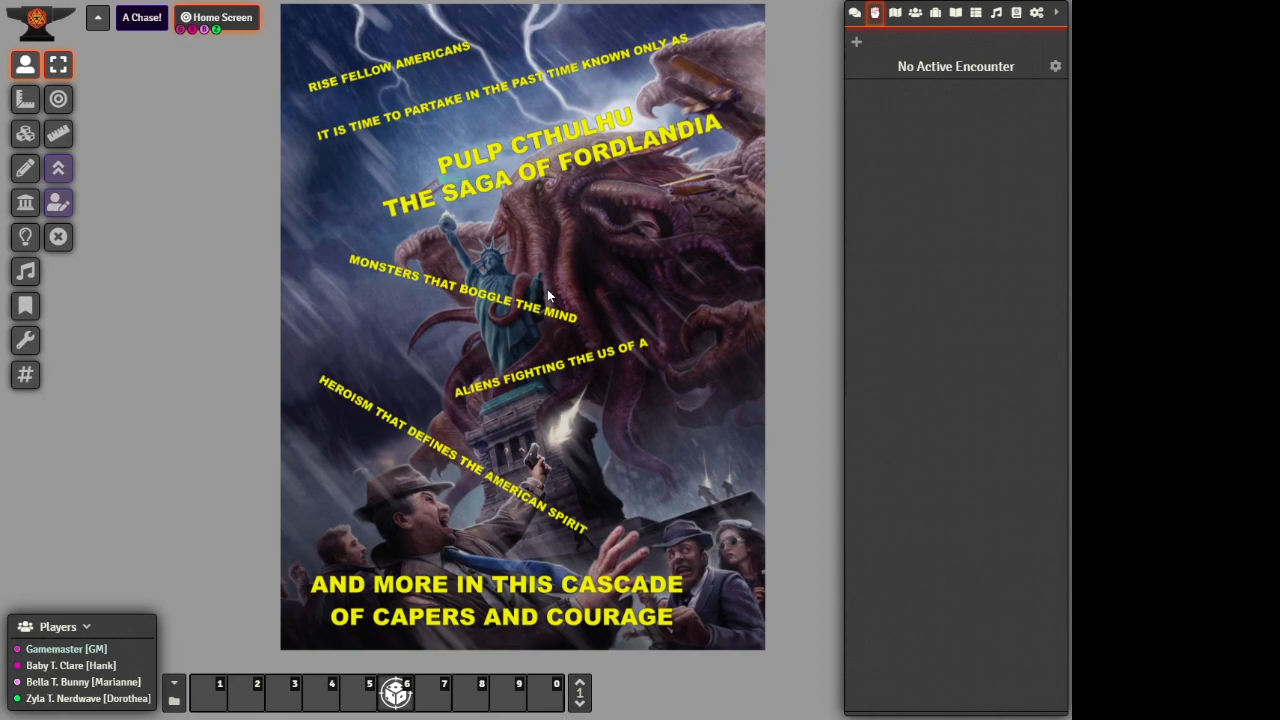 A Chase!
Home Screen
G
B
B
Z
No Active Encounter
RISE FELLOW AMERICANS
IT IS TIME TO PARTAKE IN THE PAST TIME KNOWN ONLY AS
PULP CTHULHU
THE SAGA OF FORDLANDIA
MONSTERS THAT BOGGLE THE MIND
ALIENS FIGHTING THE US OF A
HEROISM THAT DEFINES THE AMERICAN SPIRIT
AND MORE IN THIS CASCADE
OF CAPERS AND COURAGE
Players
Gamemaster [GM]
Baby T. Clare [Hank]
Bella T. Bunny [Marianne]
Zyla T. Nerdwave [Dorothea]
1 2 3 4 5 6 7 8 9 0
1